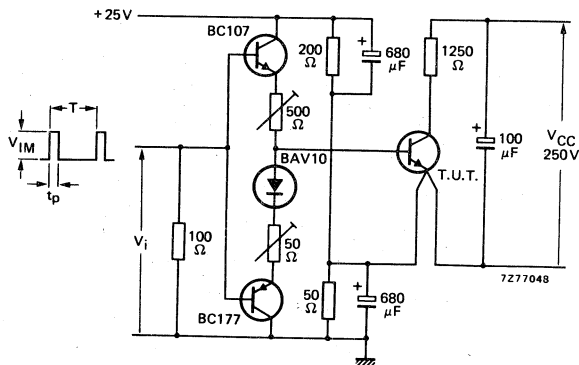 +25V
BC107
200
Ω
+
680
µF
1250
Ω
T
V_IM
t_p
500
Ω
BAV10
T.U.T.
+
100
µF
V_CC
250V
V_i
100
Ω
50
Ω
BC177
50
Ω
+
680
µF
7Z77048